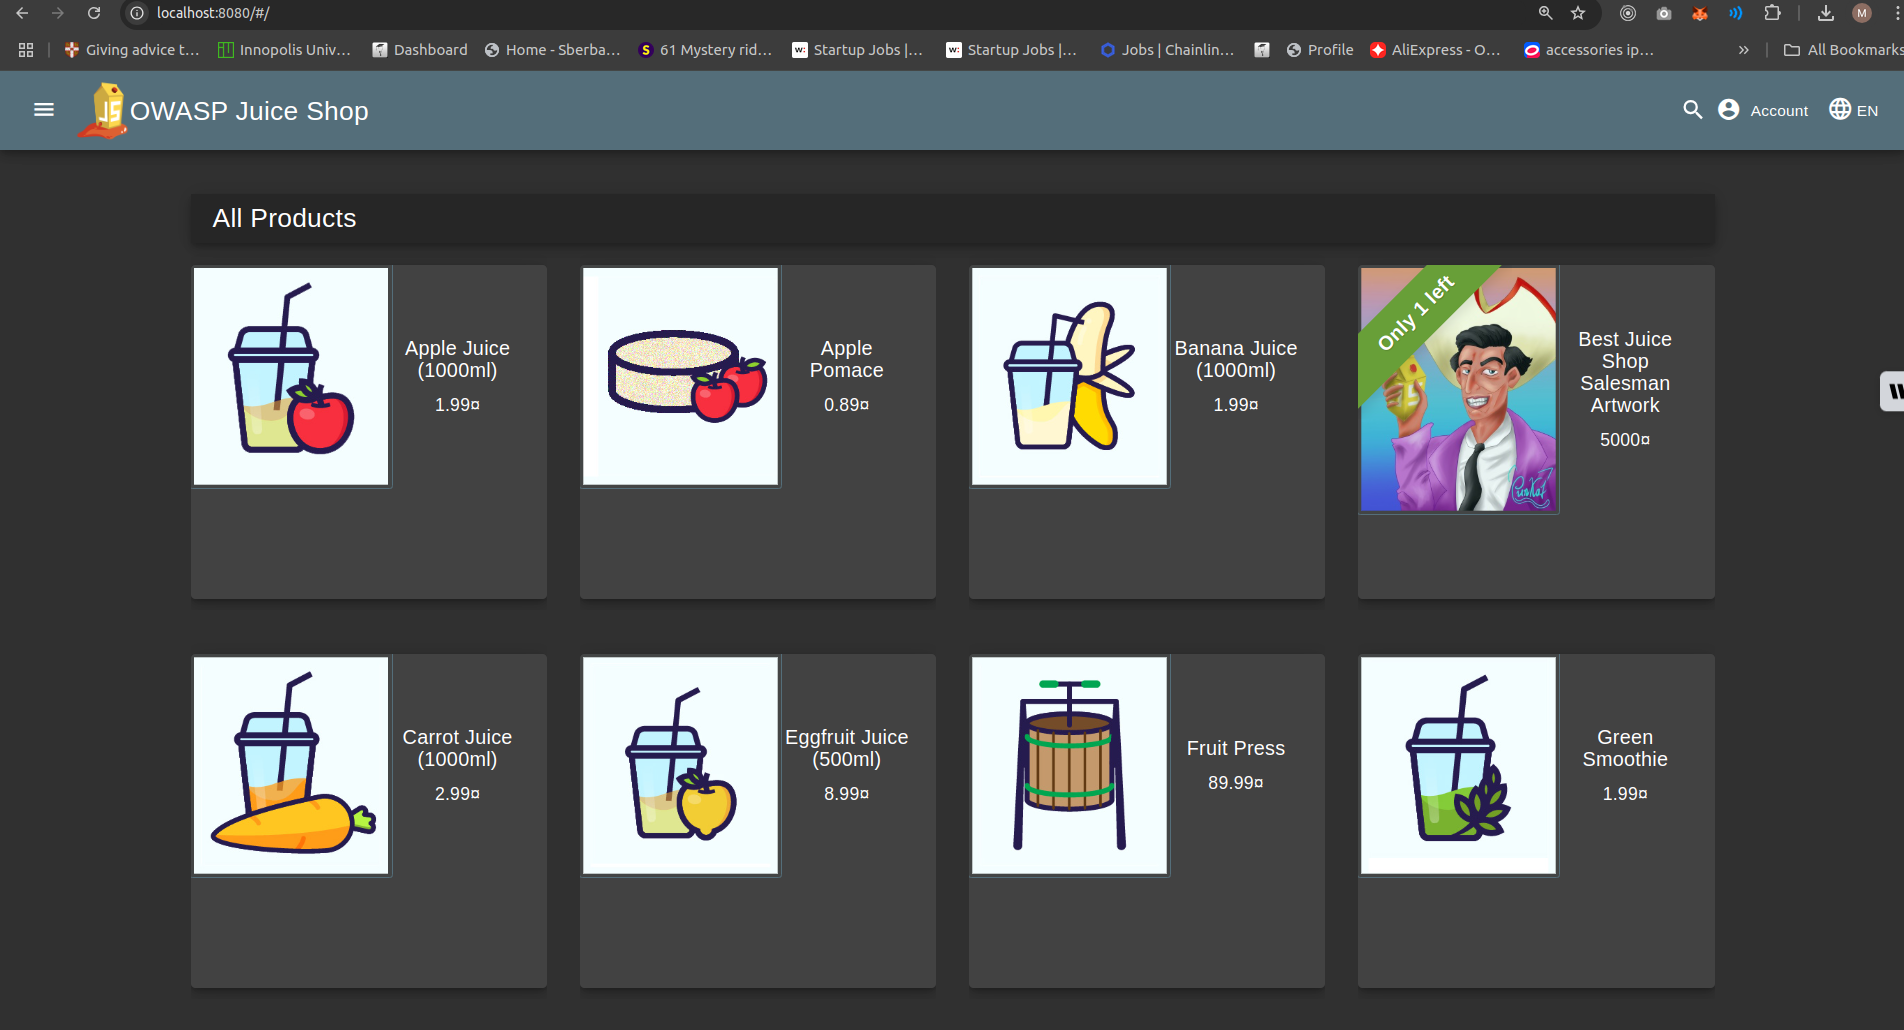 localhost:8080/#/
M
Giving advice t...
Innopolis Univ...
Dashboard
Home - Sberba...
S
61 Mystery rid...
w:
Startup Jobs |...
w:
Startup Jobs |...
Jobs | Chainlin...
Profile
AliExpress - O...
accessories ip...
»
All Bookmarks
JS
OWASP Juice Shop
Account
EN
All Products
Apple Juice
(1000ml)
1.99¤
Apple
Pomace
0.89¤
Banana Juice
(1000ml)
1.99¤
Only 1 left
Best Juice
Shop
Salesman
Artwork
5000¤
Carrot Juice
(1000ml)
2.99¤
Eggfruit Juice
(500ml)
8.99¤
Fruit Press
89.99¤
Green
Smoothie
1.99¤